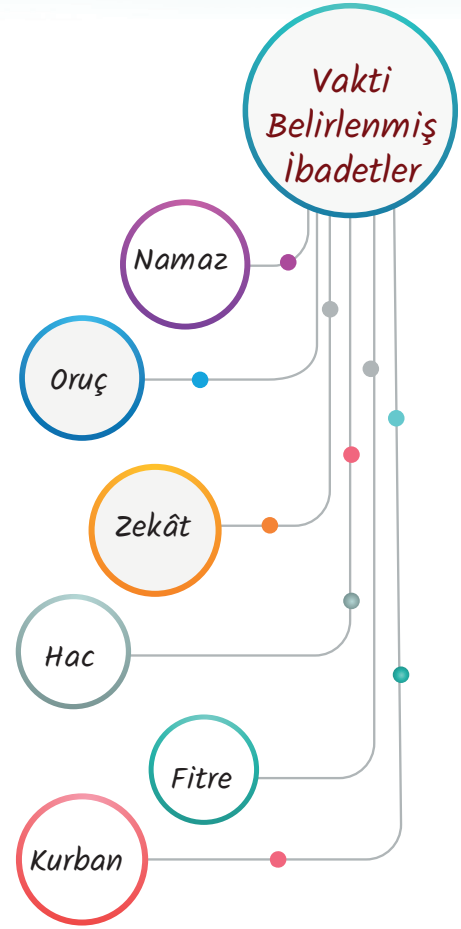 Vakti
Belirlenmiş
İbadetler
Namaz
Oruç
Zekât
Hac
Fitre
Kurban